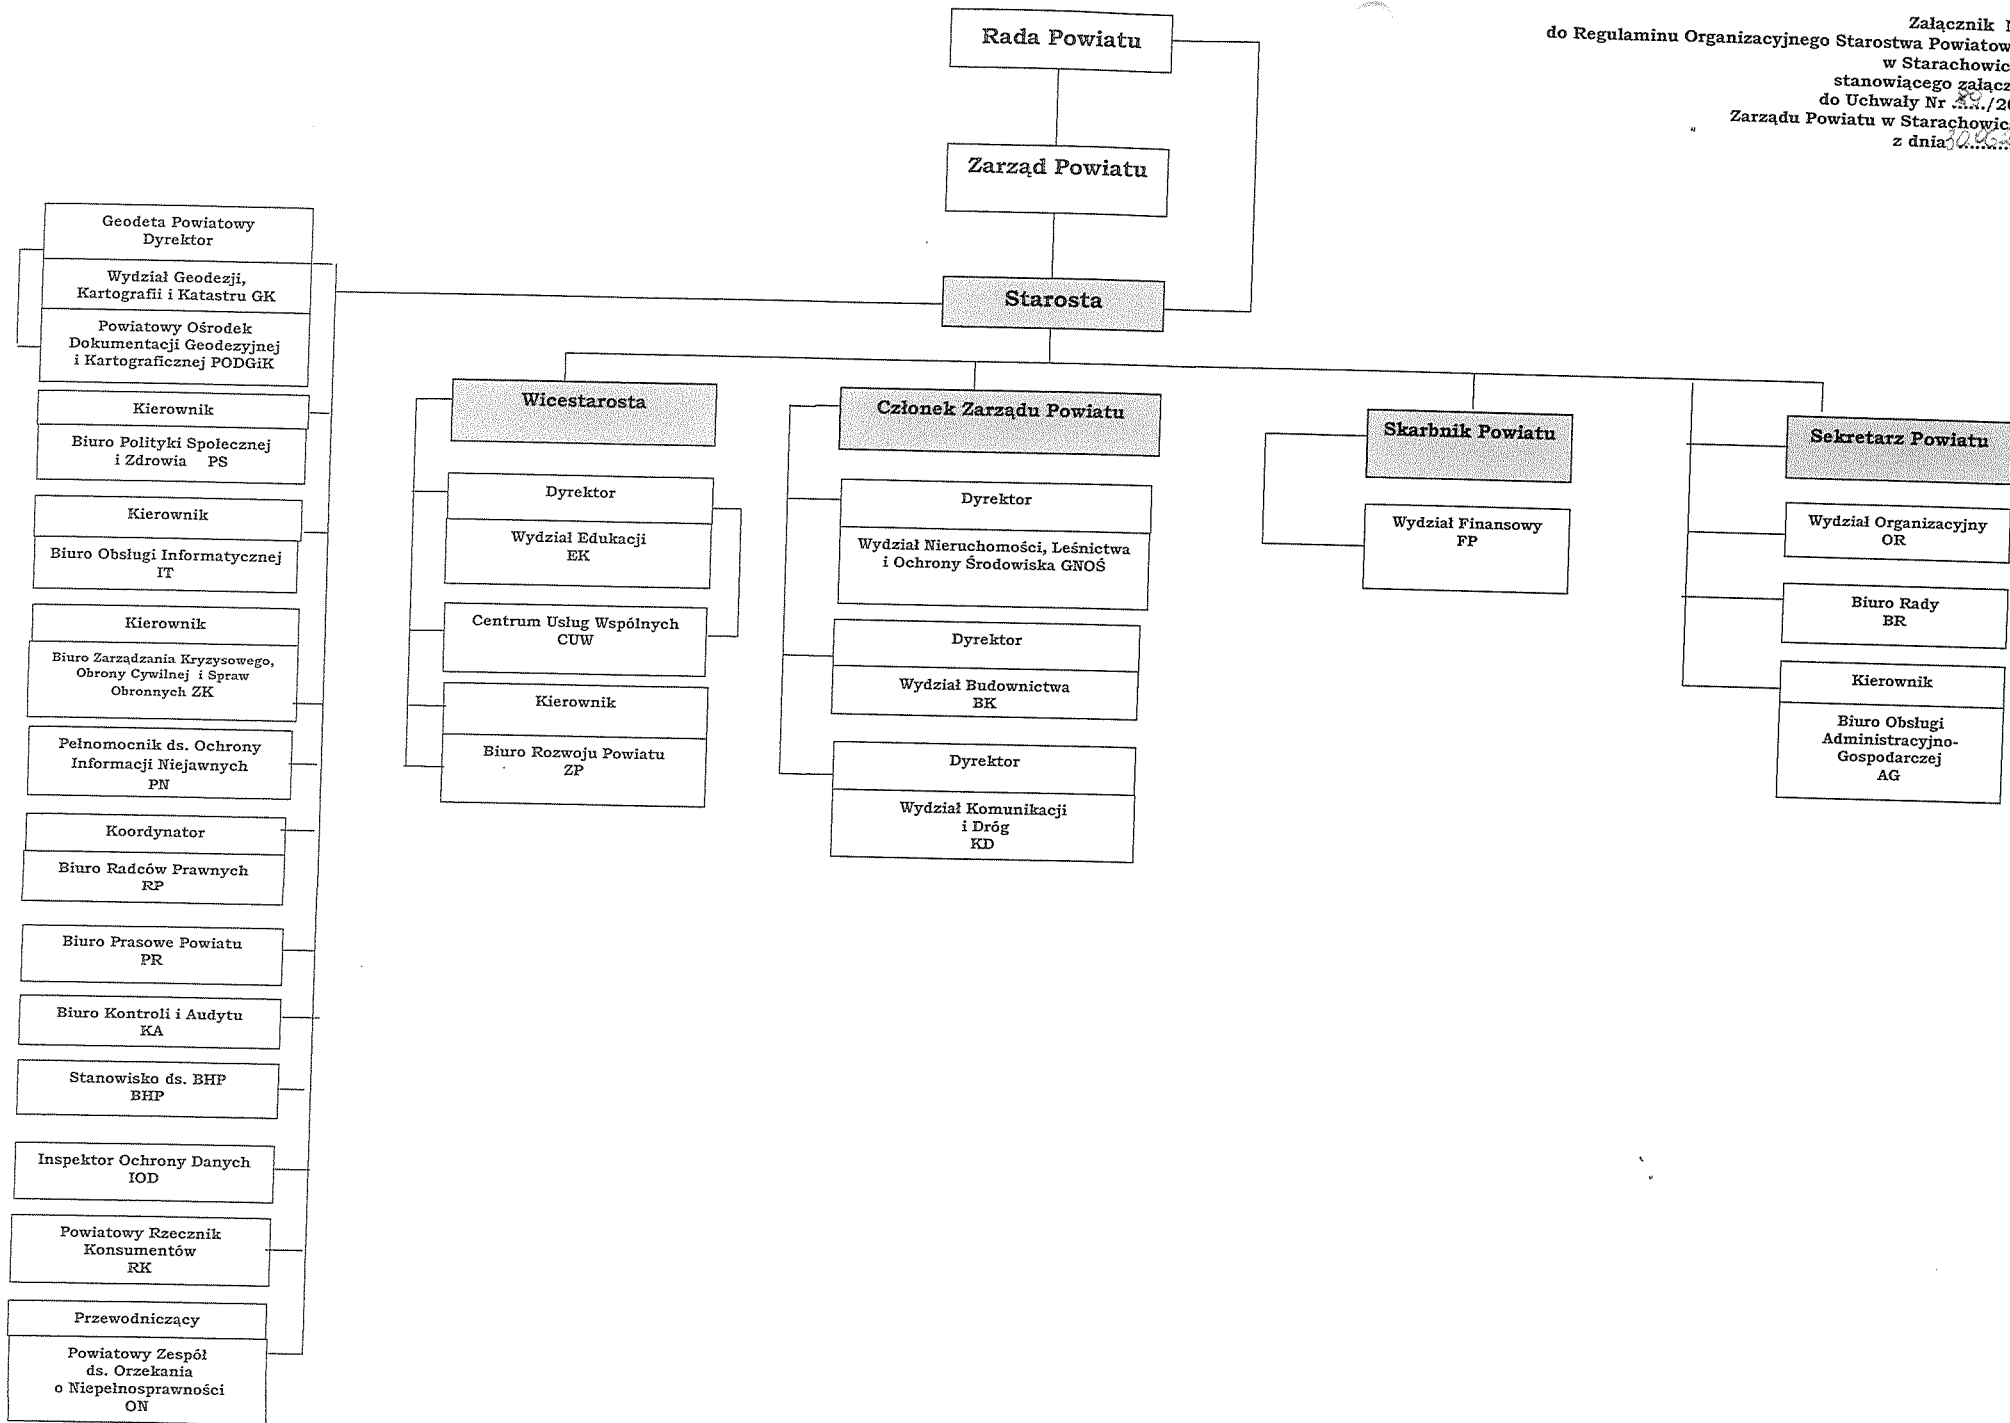 Załącznik
do Regulaminu Organizacyjnego Starostwa
w
stanowiącego
do Uchwały Nr
Zarządu Powiatu w
z dnia
Rada Powiatu
Zarząd Powiatu
Starosta
Geodeta Powiatowy
Dyrektor
Wydział Geodezji,
Kartografii i Katastru GK
Powiatowy Ośrodek
Dokumentacji Geodezyjnej
i Kartograficznej PODGiK
Kierownik
Biuro Polityki Społecznej
i Zdrowia PS
Kierownik
Biuro Obsługi Informatycznej
IT
Kierownik
Biuro Zarządzania Kryzysowego,
Obrony Cywilnej i Spraw
Obronnych ZK
Pełnomocnik ds. Ochrony
Informacji Niejawnych
PN
Koordynator
Biuro Radców Prawnych
RP
Biuro Prasowe Powiatu
PR
Biuro Kontroli i Audytu
KA
Stanowisko ds. BHP
BHP
Inspektor Ochrony Danych
IOD
Powiatowy Rzecznik
Konsumentów
RK
Przewodniczący
Powiatowy Zespół
ds. Orzekania
o Niepełnosprawności
ON
Wicestarosta
Dyrektor
Wydział Edukacji
EK
Centrum Usług Wspólnych
CUW
Kierownik
Biuro Rozwoju Powiatu
ZP
Członek Zarządu Powiatu
Dyrektor
Wydział Nieruchomości, Leśnictwa
i Ochrony Środowiska GNOŚ
Dyrektor
Wydział Budownictwa
BK
Dyrektor
Wydział Komunikacji
i Dróg
KD
Skarbnik Powiatu
Wydział Finansowy
FP
Sekretarz Powiatu
Wydział Organizacyjny
OR
Biuro Rady
BR
Kierownik
Biuro Obsługi
Administracyjno-
Gospodarczej
AG